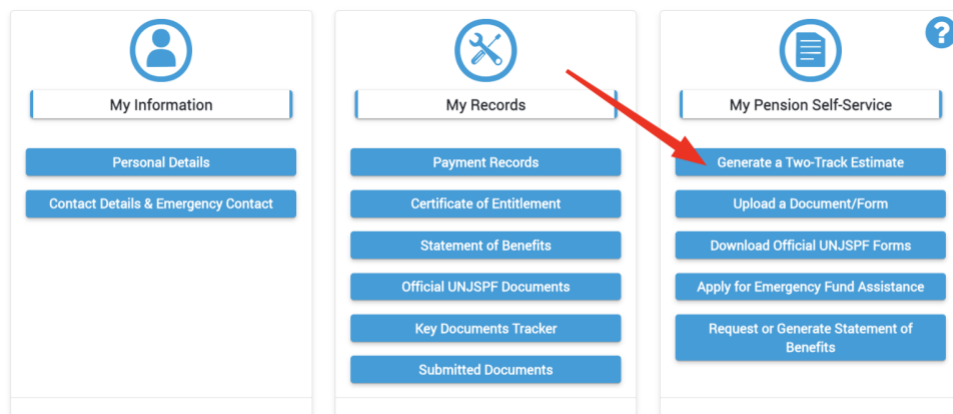 My Information
Personal Details
Contact Details & Emergency Contact
My Records
Payment Records
Certificate of Entitlement
Statement of Benefits
Official UNJSPF Documents
Key Documents Tracker
Submitted Documents
?
My Pension Self-Service
Generate a Two-Track Estimate
Upload a Document/Form
Download Official UNJSPF Forms
Apply for Emergency Fund Assistance
Request or Generate Statement of
Benefits